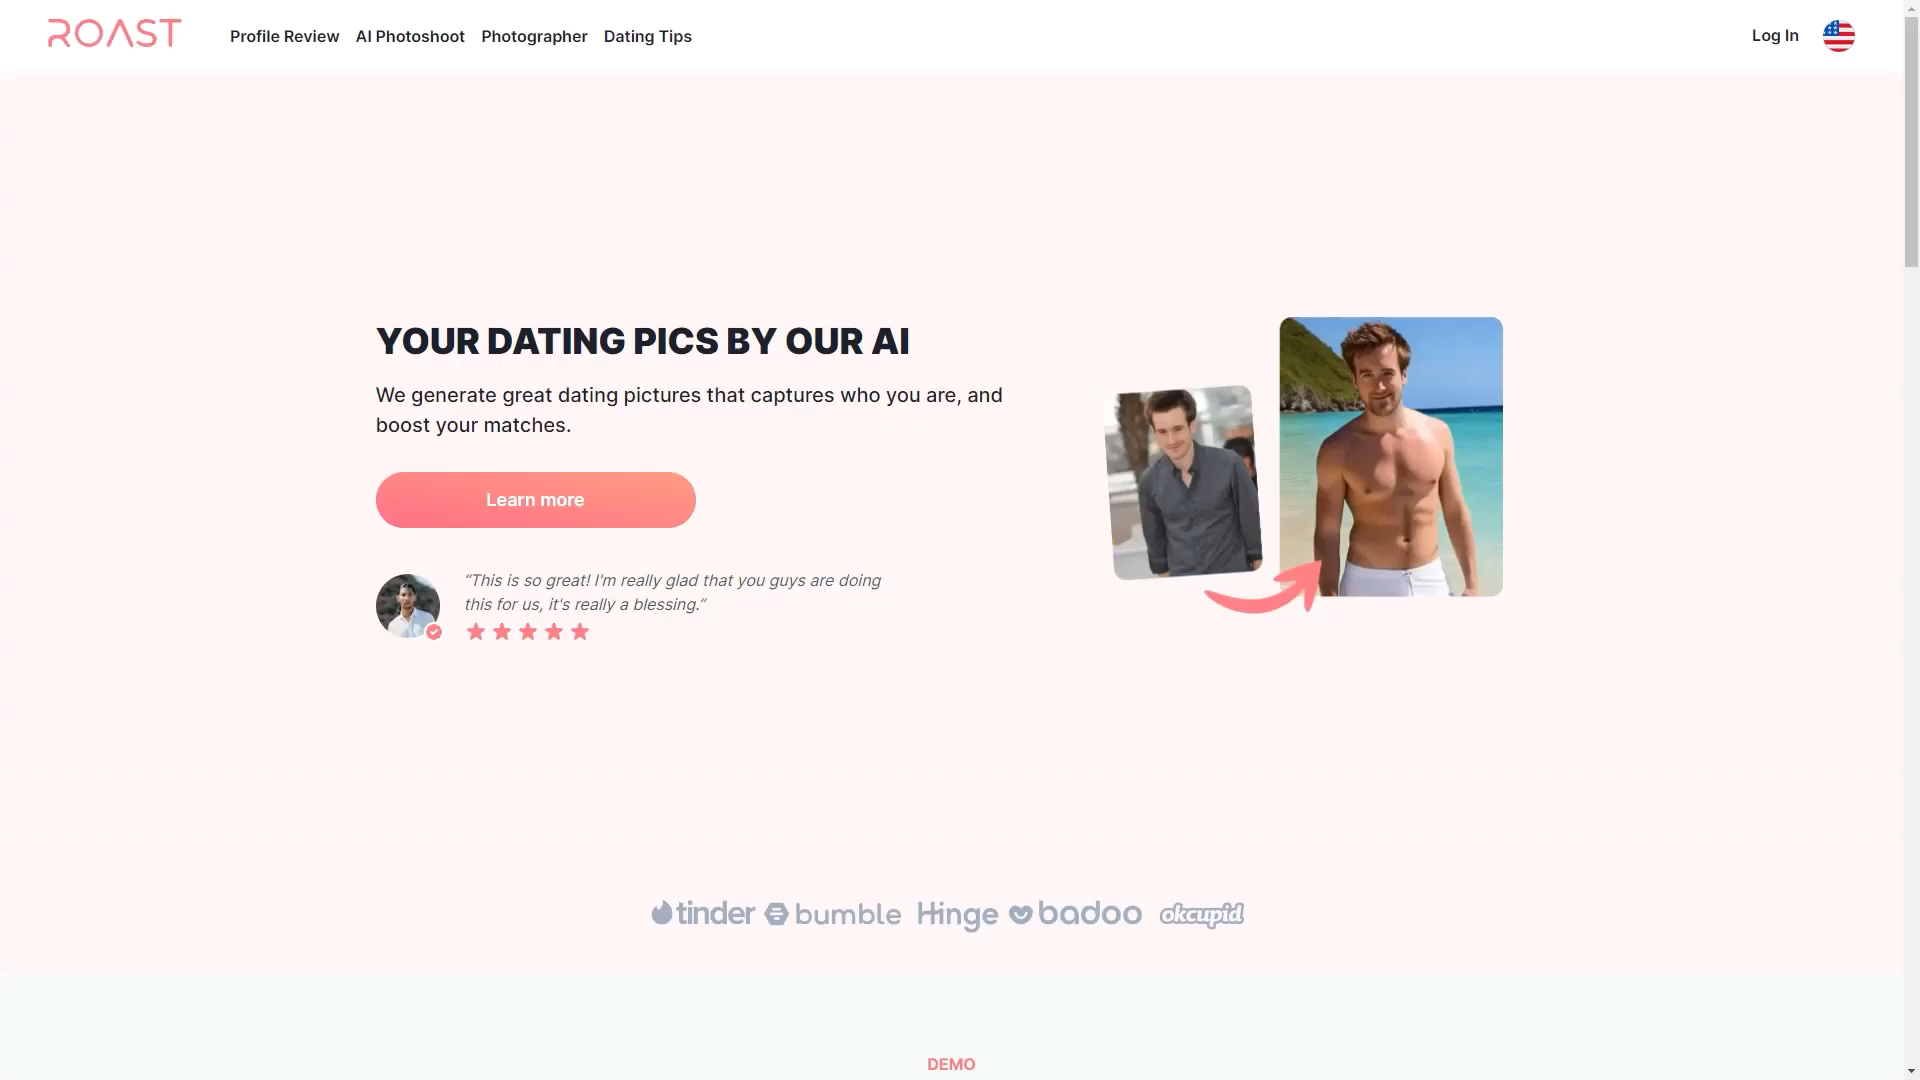 ROAST
Profile Review
AI Photoshoot
Photographer
Dating Tips
Log In
YOUR DATING PICS BY OUR AI
We generate great dating pictures that captures who you are, and
boost your matches.
Learn more
“This is so great! I'm really glad that you guys are doing
this for us, it's really a blessing.”
tinder
bumble
Hinge
badoo
okcupid
DEMO